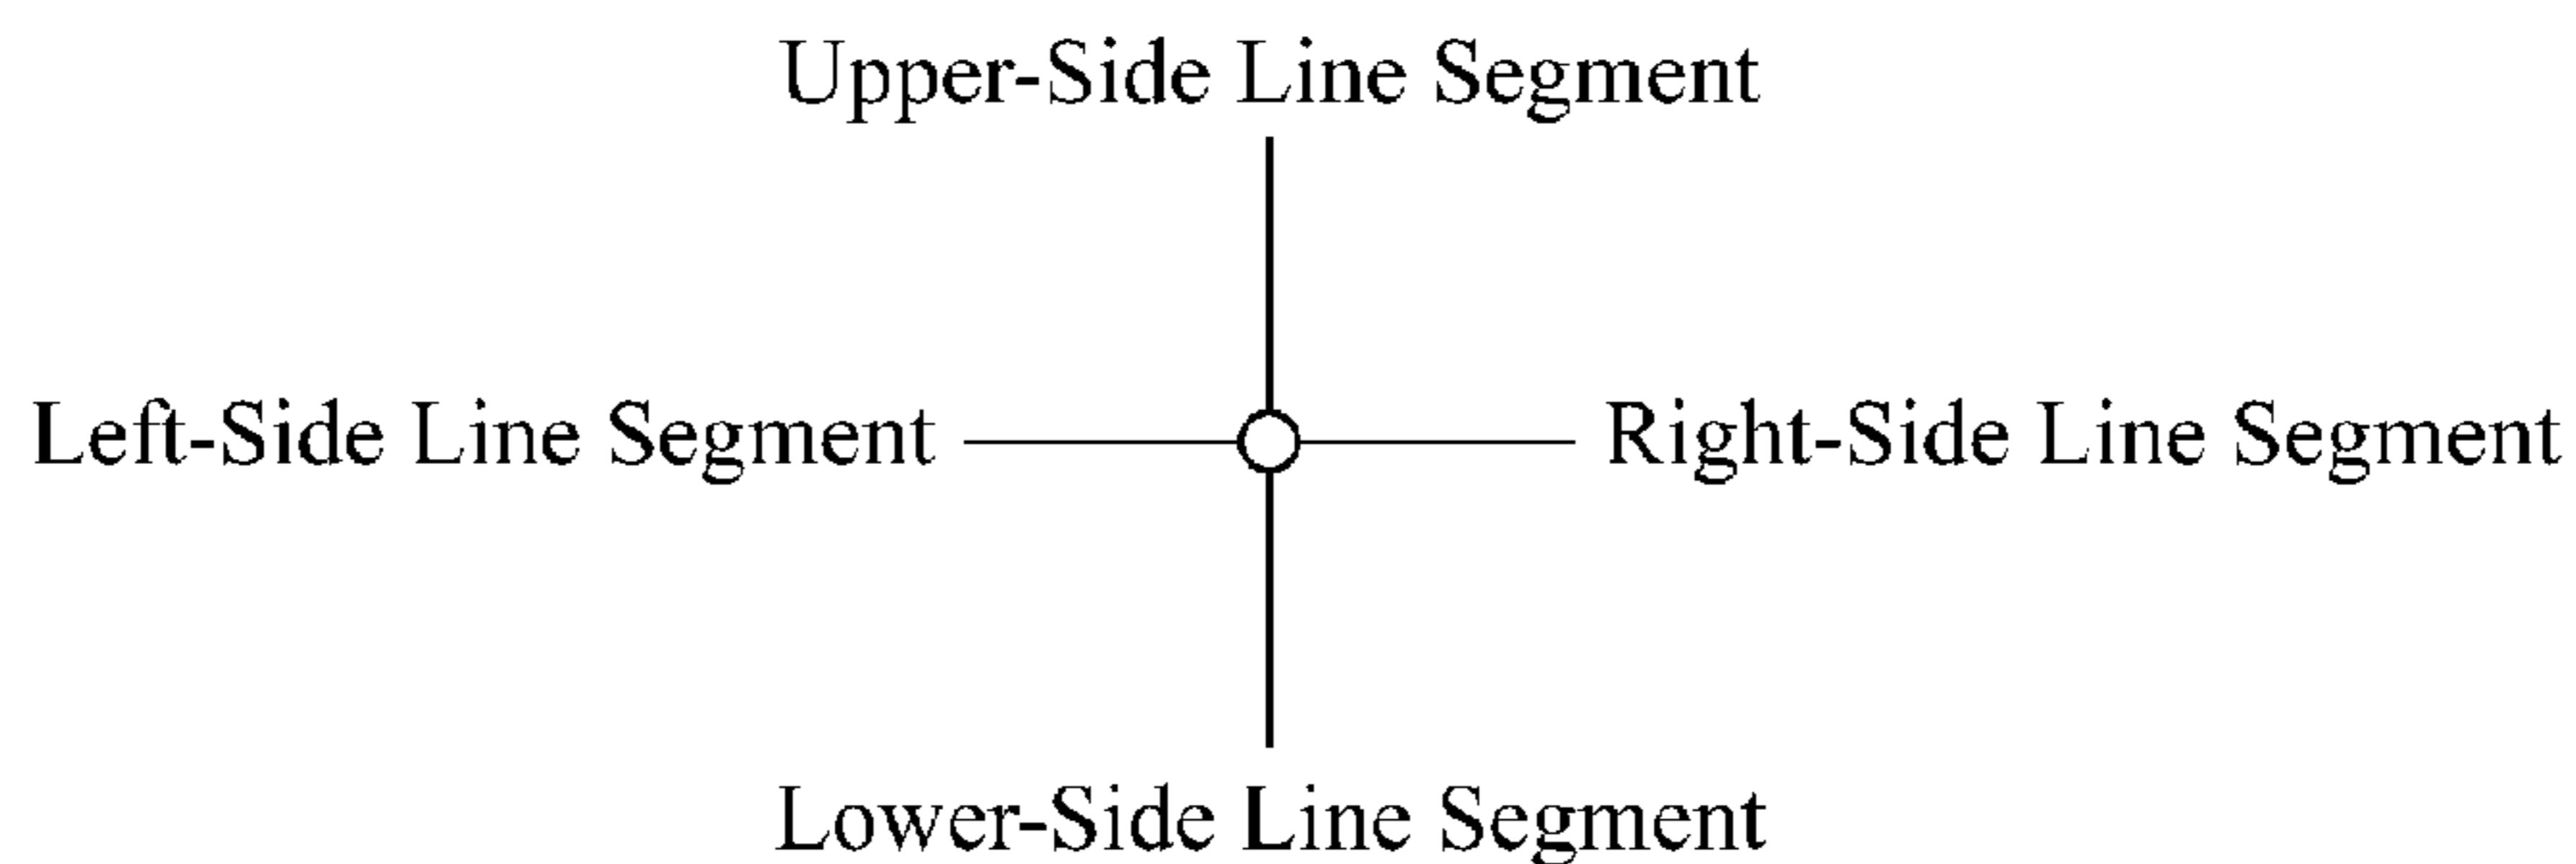 Upper-Side Line Segment
Left-Side Line Segment
Right-Side Line Segment
Lower-Side Line Segment